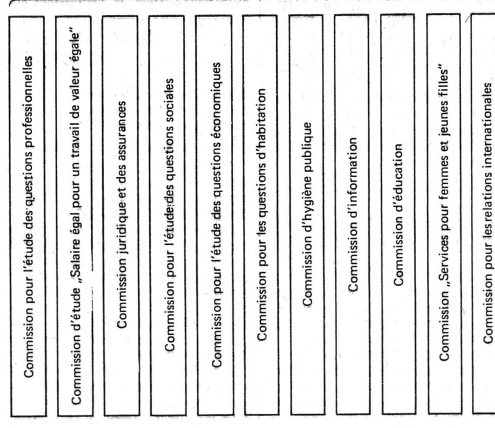 Commission pour l'étude des questions professionnelles
Commission d'étude „Salaire égal pour un travail de valeur égale"
Commission juridique et des assurances
Commission pour l'étude des questions sociales
Commission pour l'étude des questions économiques
Commission pour les questions d'habitation
Commission d'hygiène publique
Commission d'information
Commission d'éducation
Commission „Services pour femmes et jeunes filles"
Commission pour les relations internationales